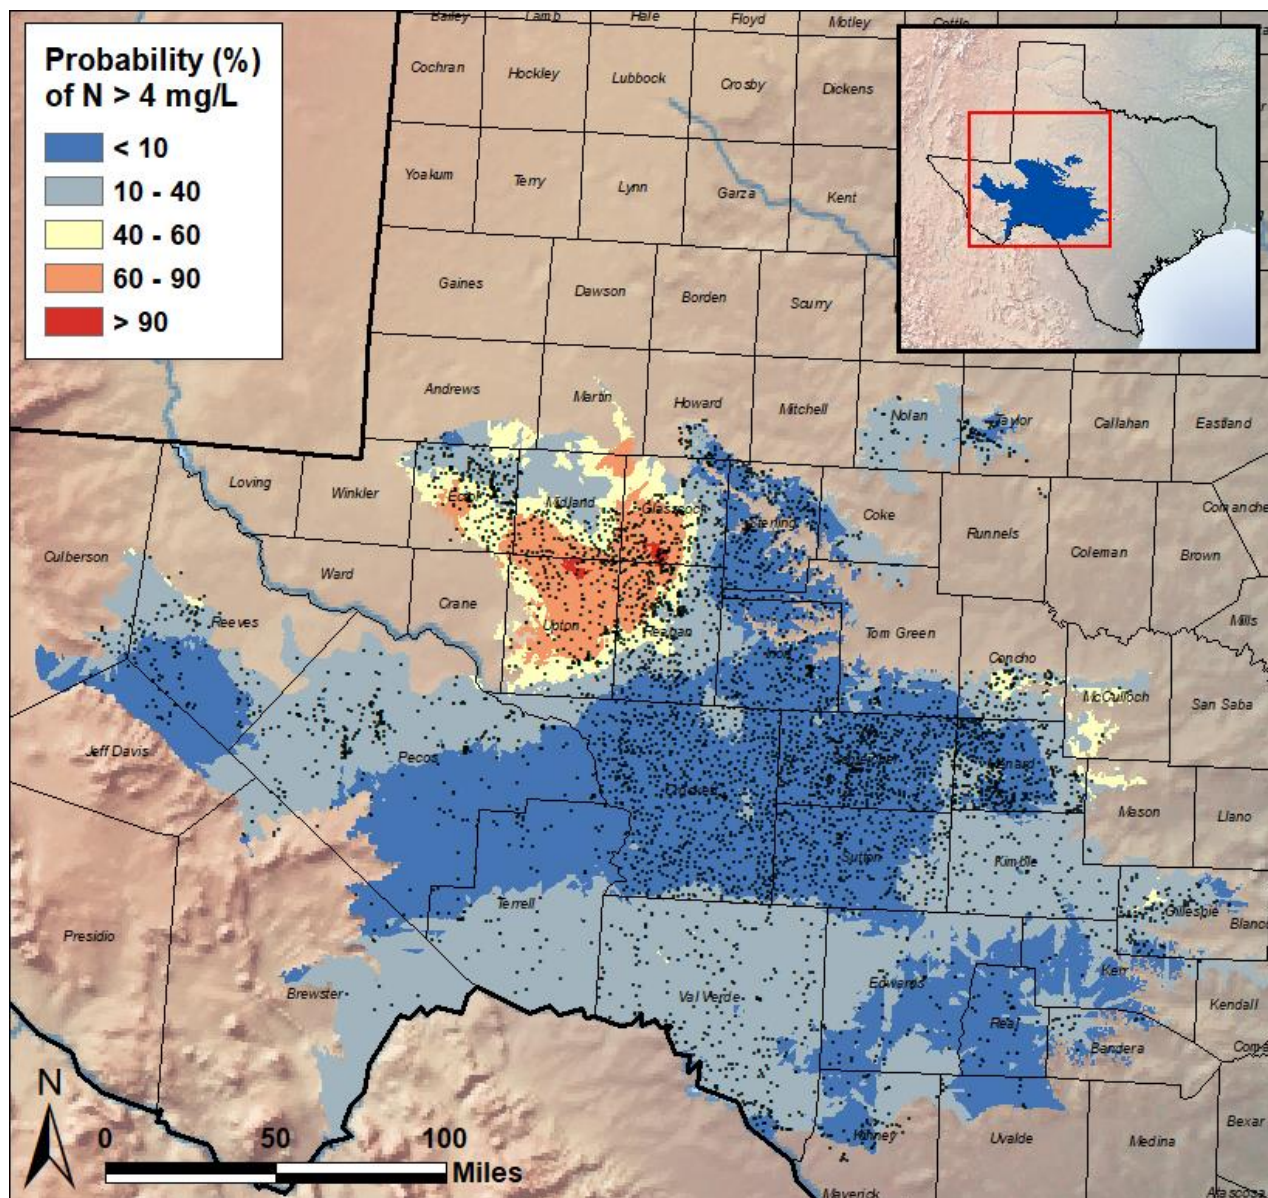 Probability (%)
of N > 4 mg/L
< 10
10 - 40
40 - 60
60 - 90
> 90
Bailey
Lamb
Hale
Floyd
Motley
Cottle
Cochran
Hockley
Lubbock
Crosby
Dickens
Yoakum
Terry
Lynn
Garza
Kent
Gaines
Dawson
Borden
Scurry
Andrews
Martin
Howard
Mitchell
Nolan
Taylor
Callahan
Eastland
Loving
Winkler
Ector
Midland
Glasscock
Sterling
Coke
Runnels
Coleman
Brown
Comanche
Culberson
Reeves
Ward
Crane
Upton
Reagan
Irion
Tom Green
Concho
McCulloch
Mills
San Saba
Jeff Davis
Pecos
Crockett
Schleicher
Menard
Mason
Llano
Sutton
Kimble
Terrell
Gillespie
Blanco
Presidio
Brewster
Val Verde
Edwards
Kerr
Kendall
Real
Bandera
Kinney
Uvalde
Medina
Bexar
Maverick
Atascosa
N
0 50 100
Miles